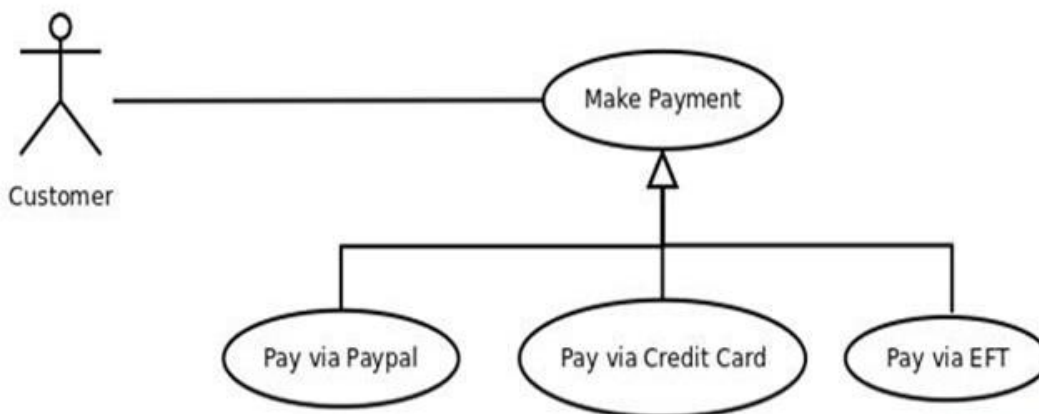 Make Payment
Customer
Pay via Paypal
Pay via Credit Card
Pay via EFT